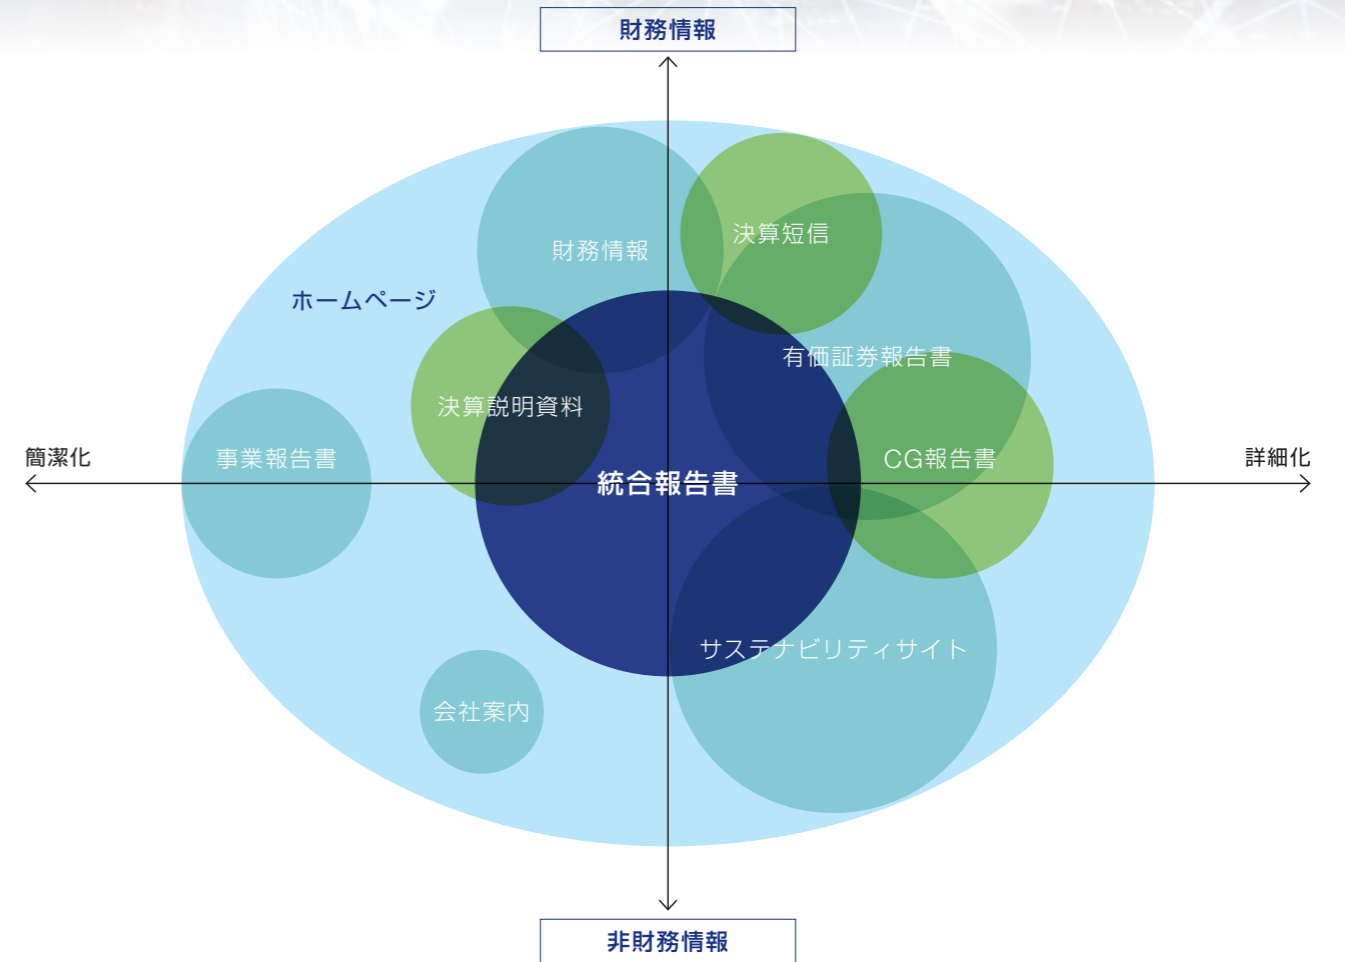 財務情報
決算短信
財務情報
ホームページ
有価証券報告書
決算説明資料
簡潔化
事業報告書
CG報告書
詳細化
統合報告書
サステナビリティサイト
会社案内
非財務情報